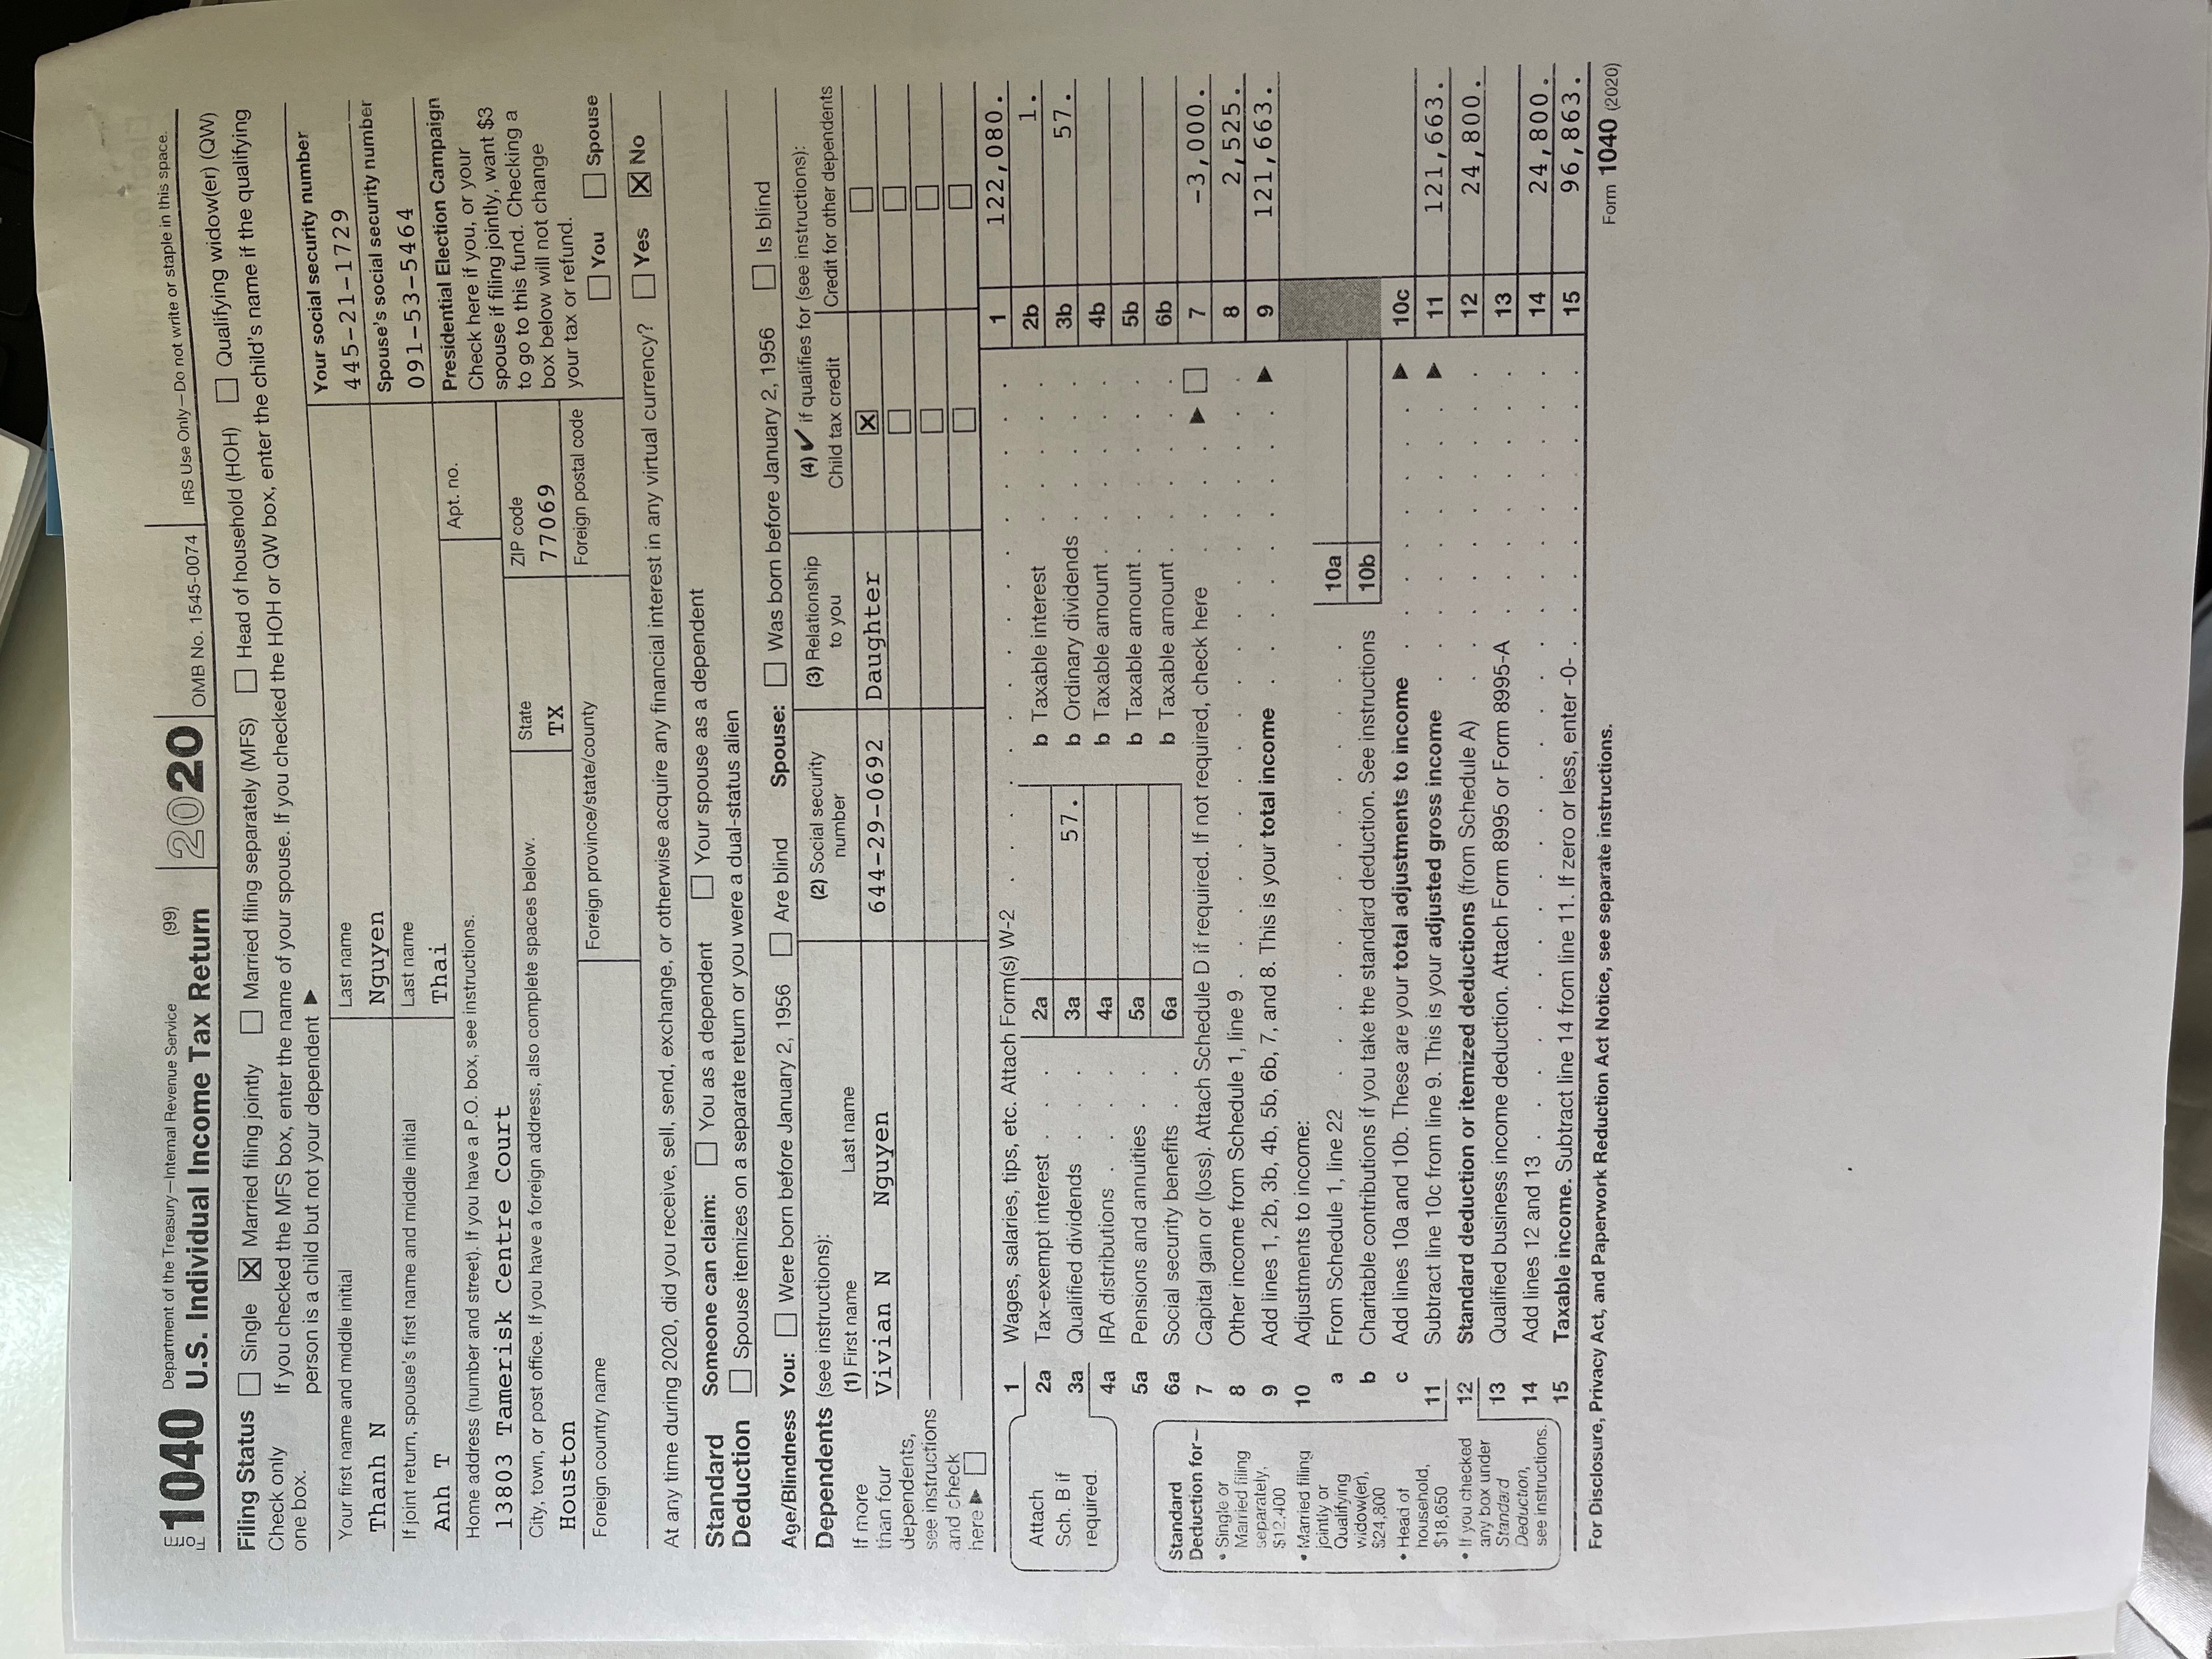 Form 1040 Department of the Treasury—Internal Revenue Service (99) U.S. Individual Income Tax Return 2020 OMB No. 1545-0074 IRS Use Only—Do not write or staple in this space.
Filing Status Single Married filing jointly Married filing separately (MFS) Head of household (HOH) Qualifying widow(er) (QW)
Check only one box.
If you checked the MFS box, enter the name of your spouse. If you checked the HOH or QW box, enter the child's name if the qualifying
person is a child but not your dependent ▶
Your first name and middle initial Last name Your social security number
Thanh N Nguyen 445-21-1729
If joint return, spouse's first name and middle initial Last name Spouse's social security number
Anh T Thai 091-53-5464
Home address (number and street). If you have a P.O. box, see instructions. Apt. no.
13803 Tamerisk Centre Court
City, town, or post office. If you have a foreign address, also complete spaces below. State ZIP code
Houston TX 77069
Foreign country name Foreign province/state/county Foreign postal code
Presidential Election Campaign
Check here if you, or your
spouse if filing jointly, want $3
to go to this fund. Checking a
box below will not change
your tax or refund.
You Spouse
At any time during 2020, did you receive, sell, send, exchange, or otherwise acquire any financial interest in any virtual currency? Yes No
Standard Deduction
Someone can claim: You as a dependent Your spouse as a dependent
Spouse itemizes on a separate return or you were a dual-status alien
Age/Blindness You: Were born before January 2, 1956 Are blind Spouse: Was born before January 2, 1956 Is blind
Dependents (see instructions): (2) Social security number (3) Relationship to you (4) ✔ if qualifies for (see instructions):
(1) First name Last name Child tax credit Credit for other dependents
If more
than four
dependents,
see instructions
and check
here ▶
Vivian N Nguyen 644-29-0692 Daughter
Attach
Sch. B if
required.
1 Wages, salaries, tips, etc. Attach Form(s) W-2 1 122,080.
2a Tax-exempt interest 2a b Taxable interest 2b 1.
3a Qualified dividends 3a 57. b Ordinary dividends 3b 57.
4a IRA distributions 4a b Taxable amount 4b
5a Pensions and annuities 5a b Taxable amount 5b
6a Social security benefits 6a b Taxable amount 6b
7 Capital gain or (loss). Attach Schedule D if required. If not required, check here ▶ 7 -3,000.
8 Other income from Schedule 1, line 9 8 2,525.
9 Add lines 1, 2b, 3b, 4b, 5b, 6b, 7, and 8. This is your total income ▶ 9 121,663.
10 Adjustments to income:
a From Schedule 1, line 22 10a
b Charitable contributions if you take the standard deduction. See instructions 10b
c Add lines 10a and 10b. These are your total adjustments to income ▶ 10c
11 Subtract line 10c from line 9. This is your adjusted gross income ▶ 11 121,663.
12 Standard deduction or itemized deductions (from Schedule A) 12 24,800.
13 Qualified business income deduction. Attach Form 8995 or Form 8995-A 13
14 Add lines 12 and 13 14 24,800.
15 Taxable income. Subtract line 14 from line 11. If zero or less, enter -0- 15 96,863.
Standard
Deduction for—
• Single or
Married filing
separately,
$12,400
• Married filing
jointly or
Qualifying
widow(er),
$24,800
• Head of
household,
$18,650
• If you checked
any box under
Standard
Deduction,
see instructions.
For Disclosure, Privacy Act, and Paperwork Reduction Act Notice, see separate instructions. Form 1040 (2020)